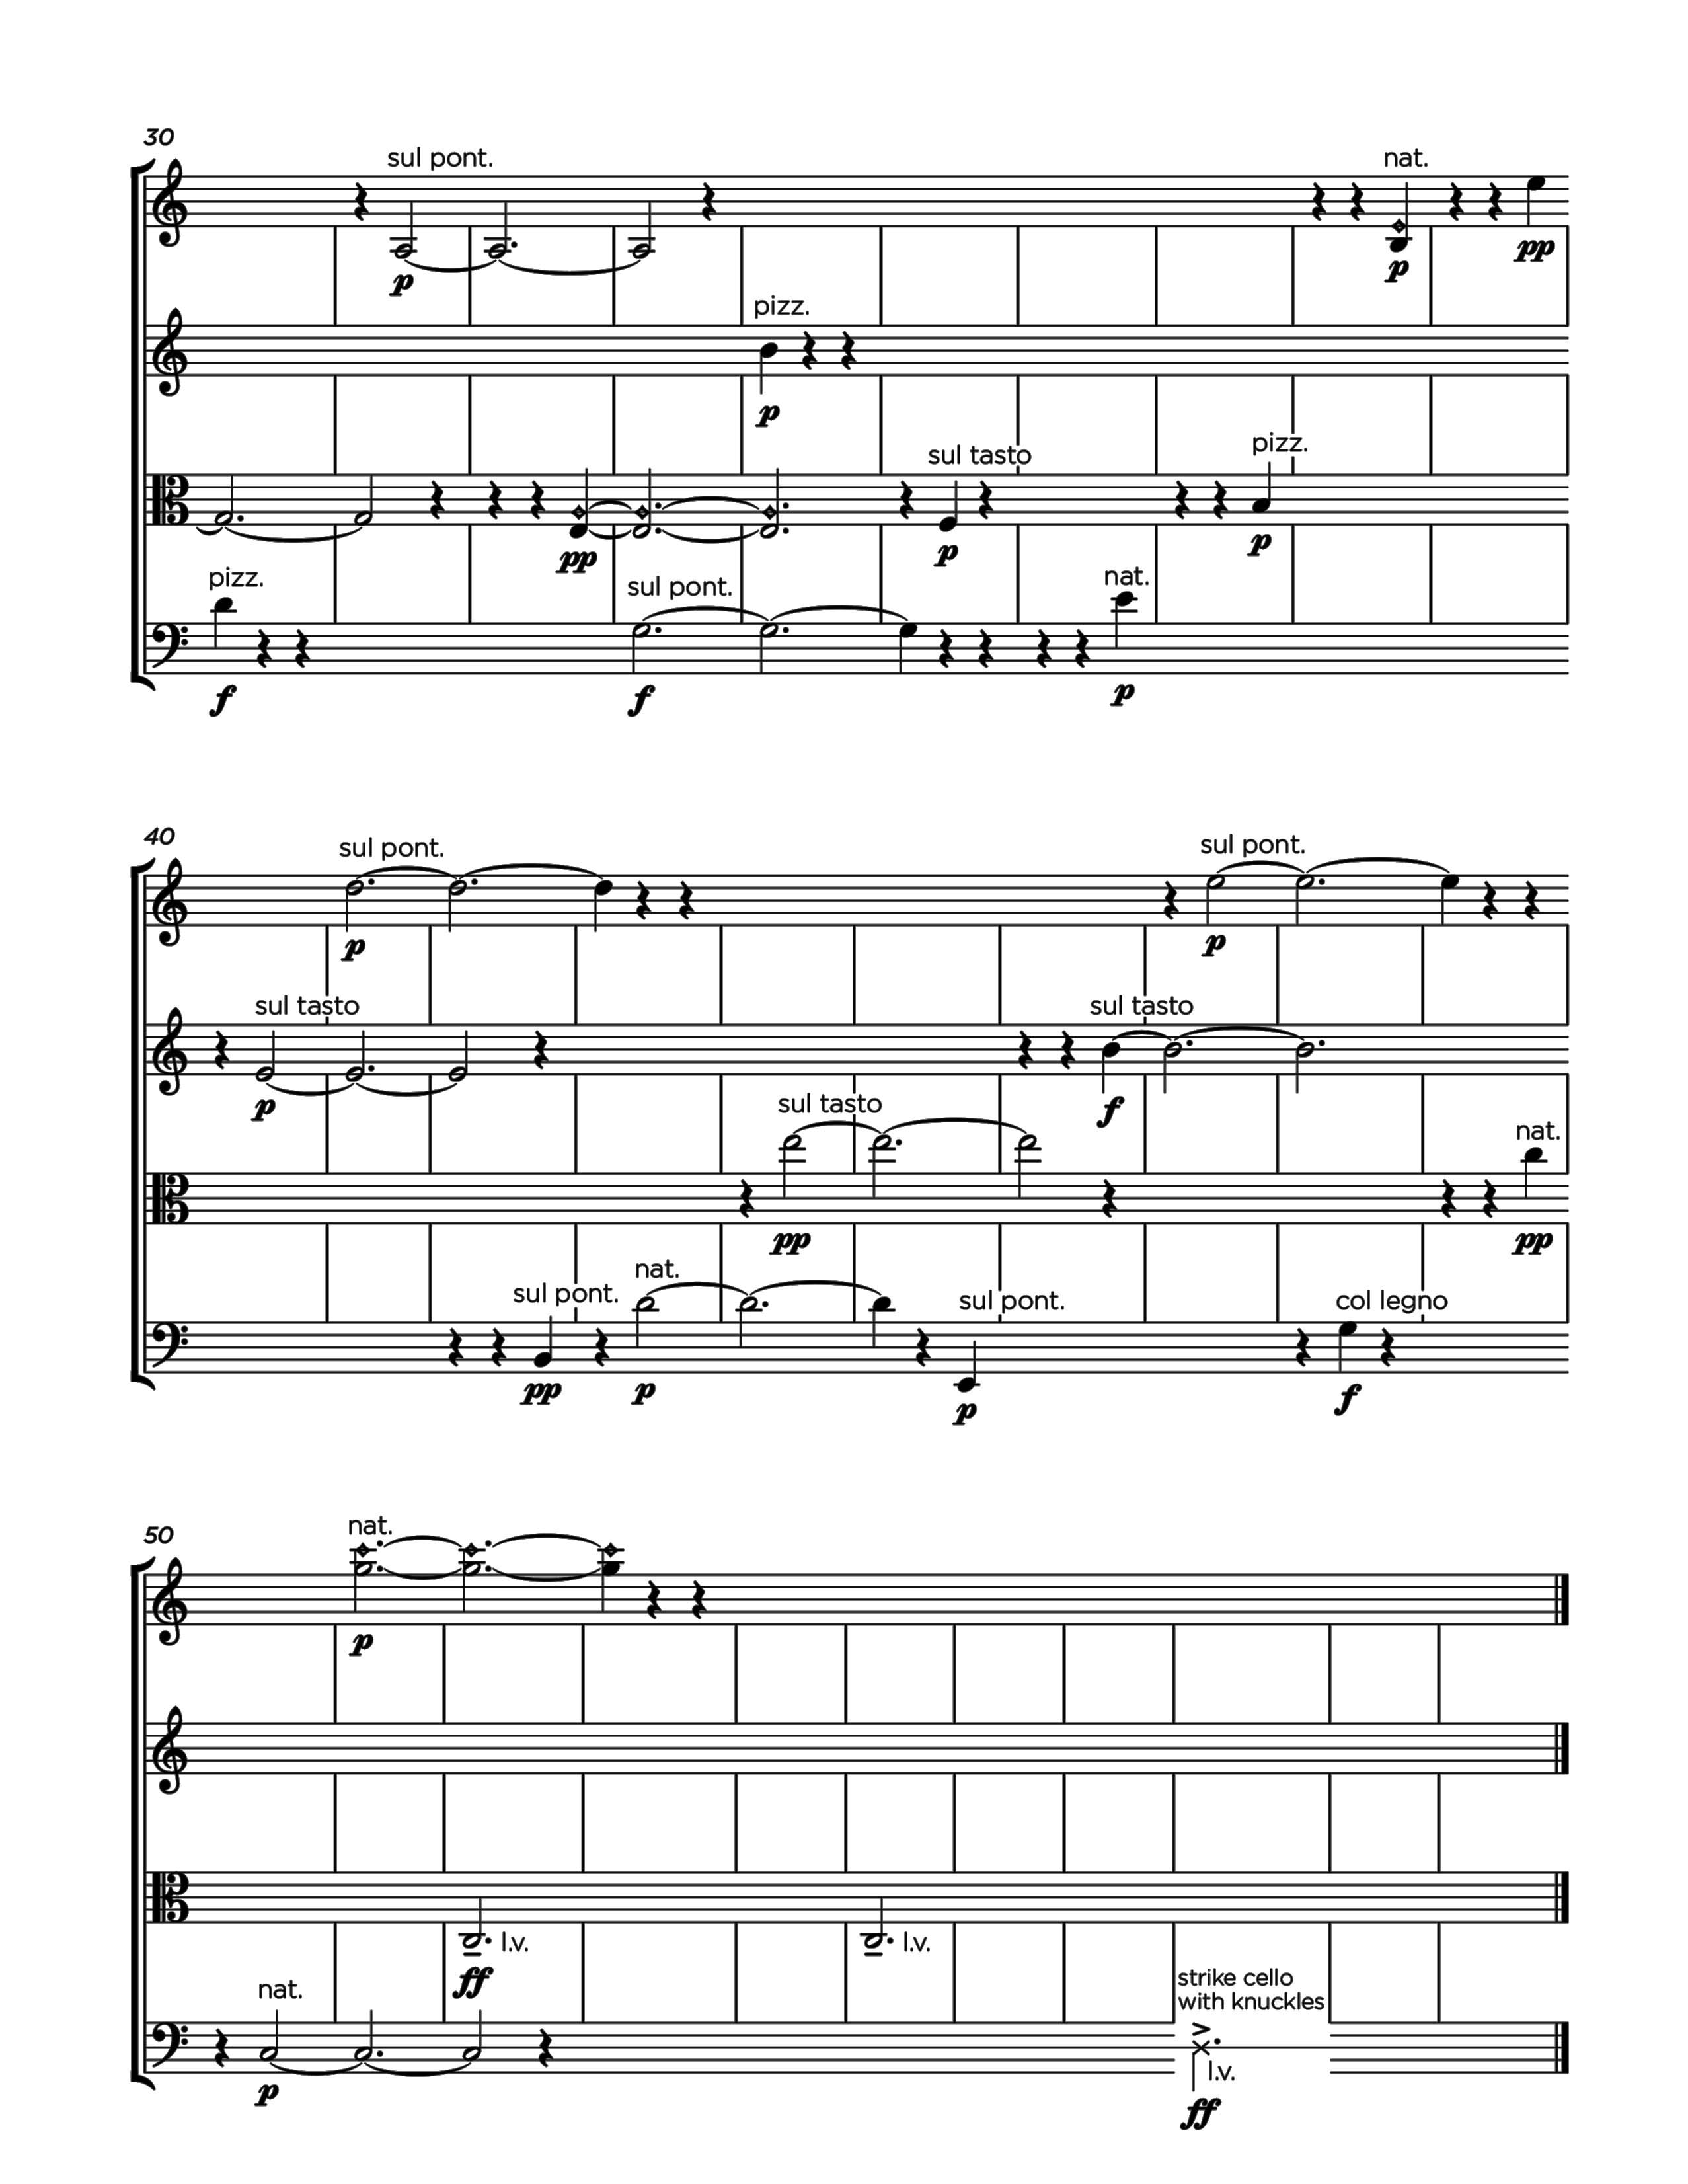 30
sul pont.
nat.
p
p
pp
pizz.
p
sul tasto
pizz.
pp
p
p
pizz.
sul pont.
nat.
f
f
p
40
sul pont.
sul pont.
p
p
sul tasto
sul tasto
p
f
sul tasto
nat.
pp
pp
sul pont.
nat.
sul pont.
col legno
pp
p
p
f
50
nat.
p
l.v.
l.v.
ff
nat.
strike cello
with knuckles
l.v.
p
ff